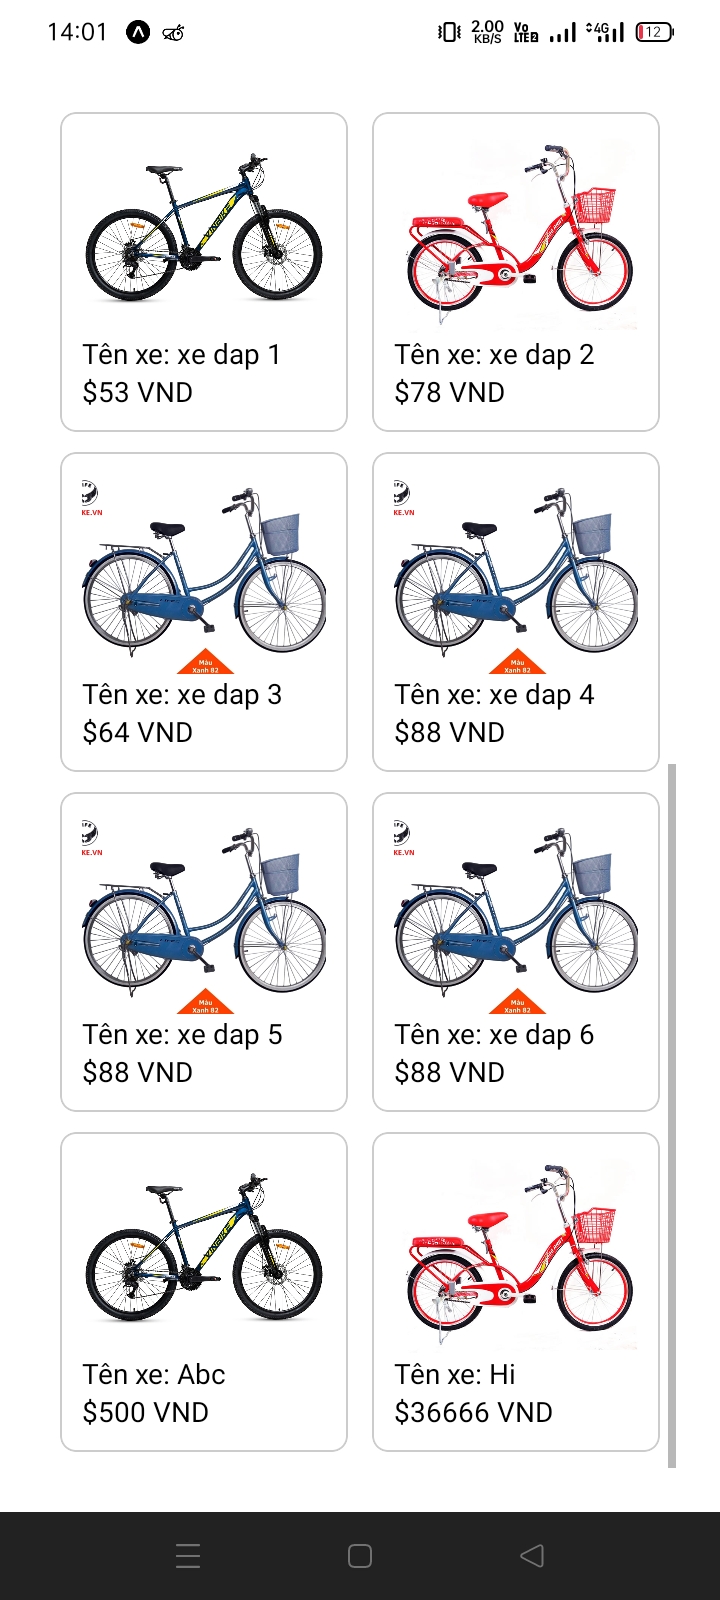 14:01
2.00
KB/S
Vo
LTE2
4G
12
Tên xe: xe dap 1
$53 VND
Tên xe: xe dap 2
$78 VND
KE.VN
Màu
Xanh 82
Tên xe: xe dap 3
$64 VND
KE.VN
Màu
Xanh 82
Tên xe: xe dap 4
$88 VND
KE.VN
Màu
Xanh 82
Tên xe: xe dap 5
$88 VND
KE.VN
Màu
Xanh 82
Tên xe: xe dap 6
$88 VND
Tên xe: Abc
$500 VND
Tên xe: Hi
$36666 VND